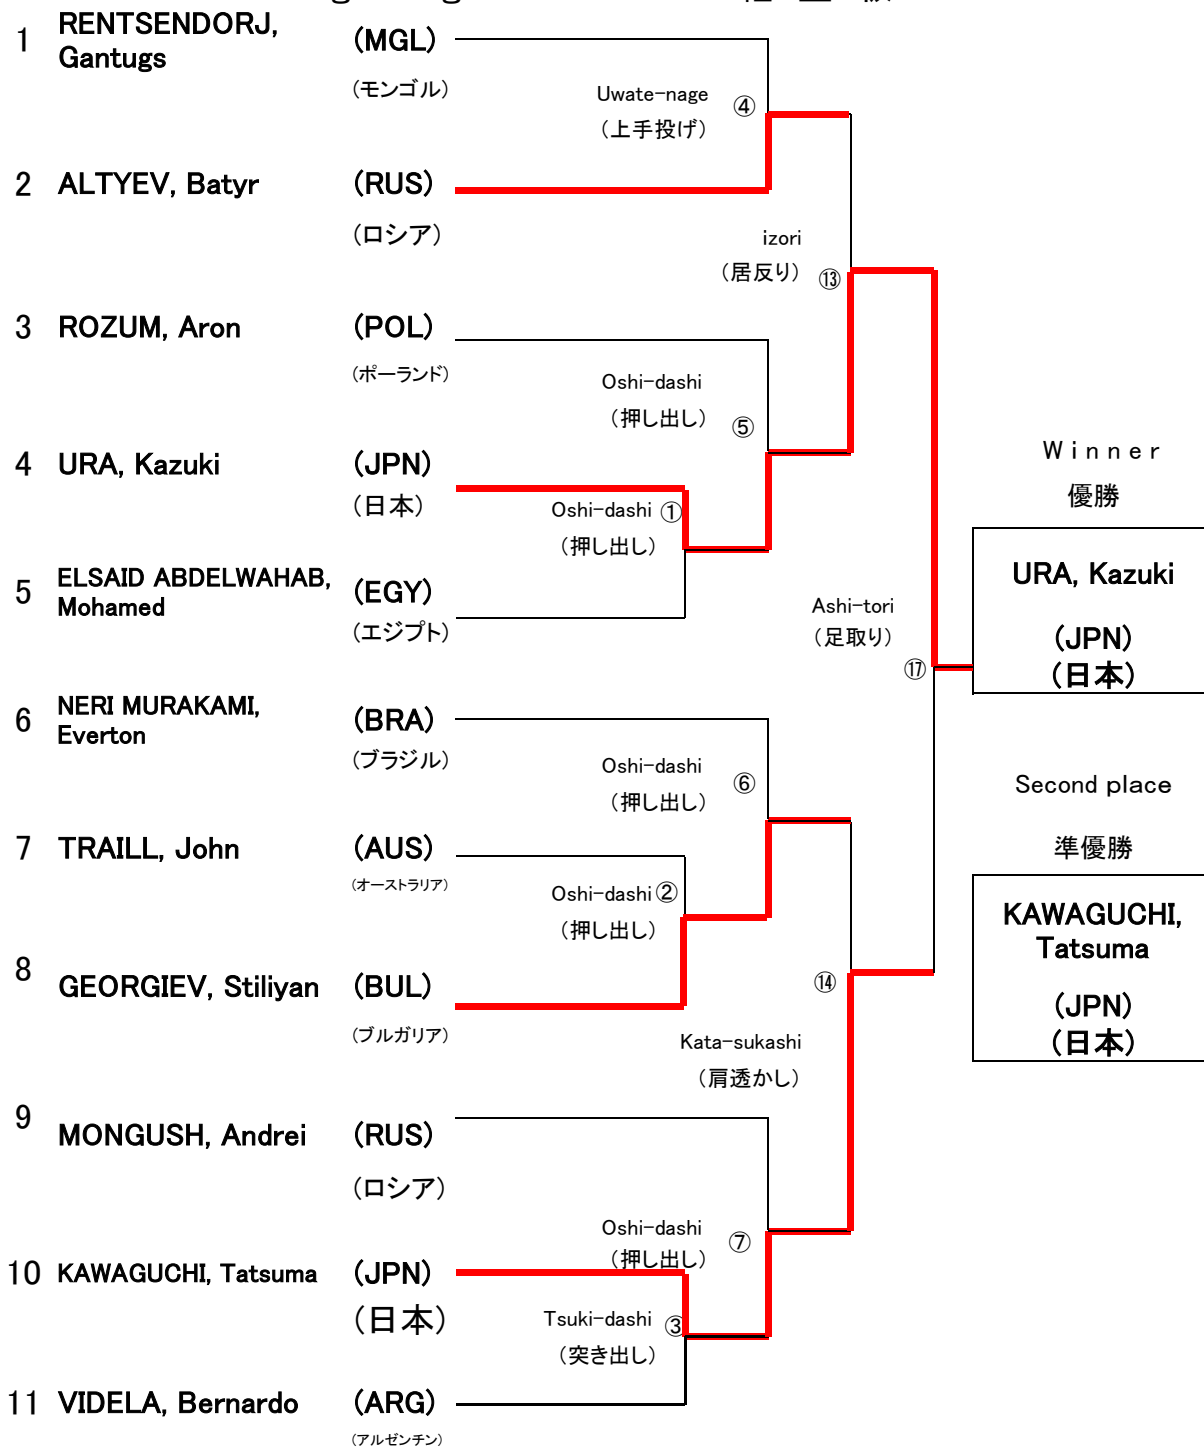 1 RENTSENDORJ, Gantugs (MGL)
(モンゴル)
Uwate-nage ④
(上手投げ)
2 ALTYEV, Batyr (RUS)
(ロシア)
izori
(居反り) ⑬
3 ROZUM, Aron (POL)
(ポーランド)
Oshi-dashi
(押し出し) ⑤
4 URA, Kazuki (JPN)
(日本)
Oshi-dashi ①
(押し出し)
5 ELSAID ABDELWAHAB, Mohamed (EGY)
(エジプト)
Ashi-tori
(足取り)
⑰
Winner
優勝
URA, Kazuki
(JPN)
(日本)
6 NERI MURAKAMI, Everton (BRA)
(ブラジル)
Oshi-dashi
(押し出し) ⑥
7 TRAILL, John (AUS)
(オーストラリア)
Oshi-dashi ②
(押し出し)
8 GEORGIEV, Stiliyan (BUL)
(ブルガリア)
⑭
Kata-sukashi
(肩透かし)
Second place
準優勝
KAWAGUCHI,
Tatsuma
(JPN)
(日本)
9 MONGUSH, Andrei (RUS)
(ロシア)
Oshi-dashi
(押し出し) ⑦
10 KAWAGUCHI, Tatsuma (JPN)
(日本)
Tsuki-dashi ③
(突き出し)
11 VIDELA, Bernardo (ARG)
(アルゼンチン)